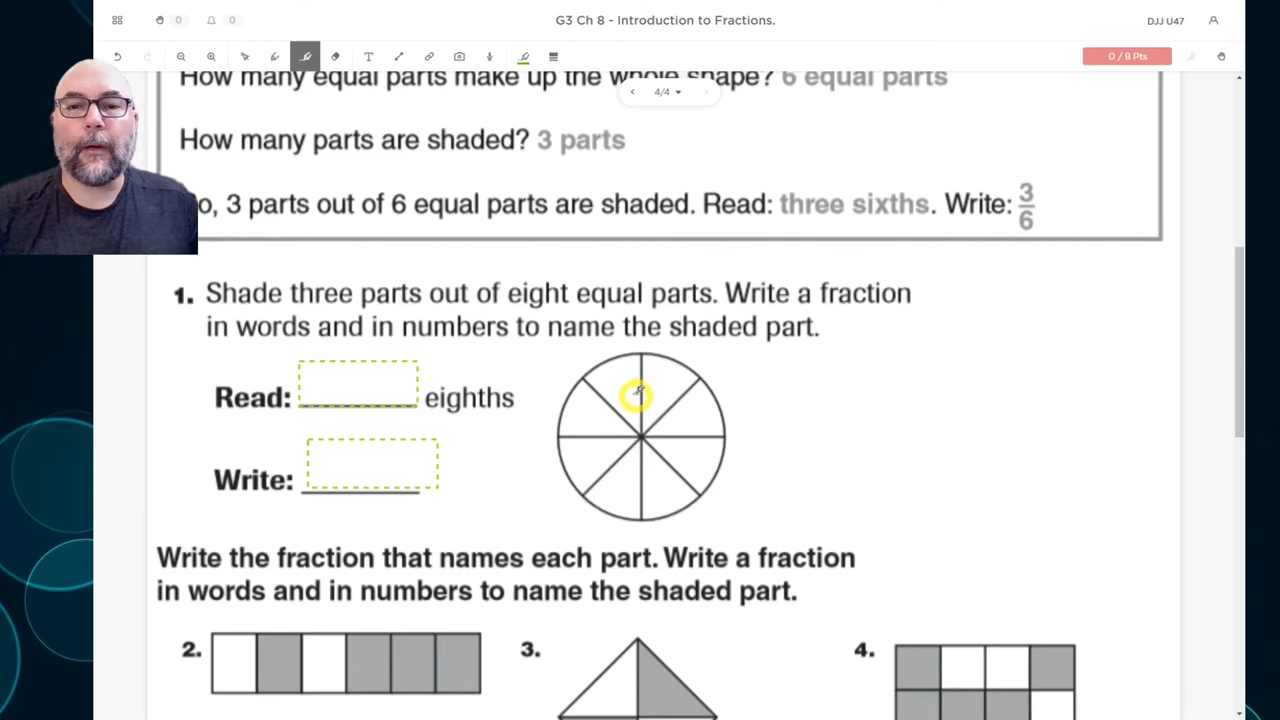 0
0
G3 Ch 8 - Introduction to Fractions.
DJJ U47
0 / 8 Pts
How many equal parts make up the whole shape? 6 equal parts
4/4
How many parts are shaded? 3 parts
o, 3 parts out of 6 equal parts are shaded. Read: three sixths. Write: 3/6
1. Shade three parts out of eight equal parts. Write a fraction
in words and in numbers to name the shaded part.
Read: ________ eighths
Write: ________
Write the fraction that names each part. Write a fraction
in words and in numbers to name the shaded part.
2.
3.
4.